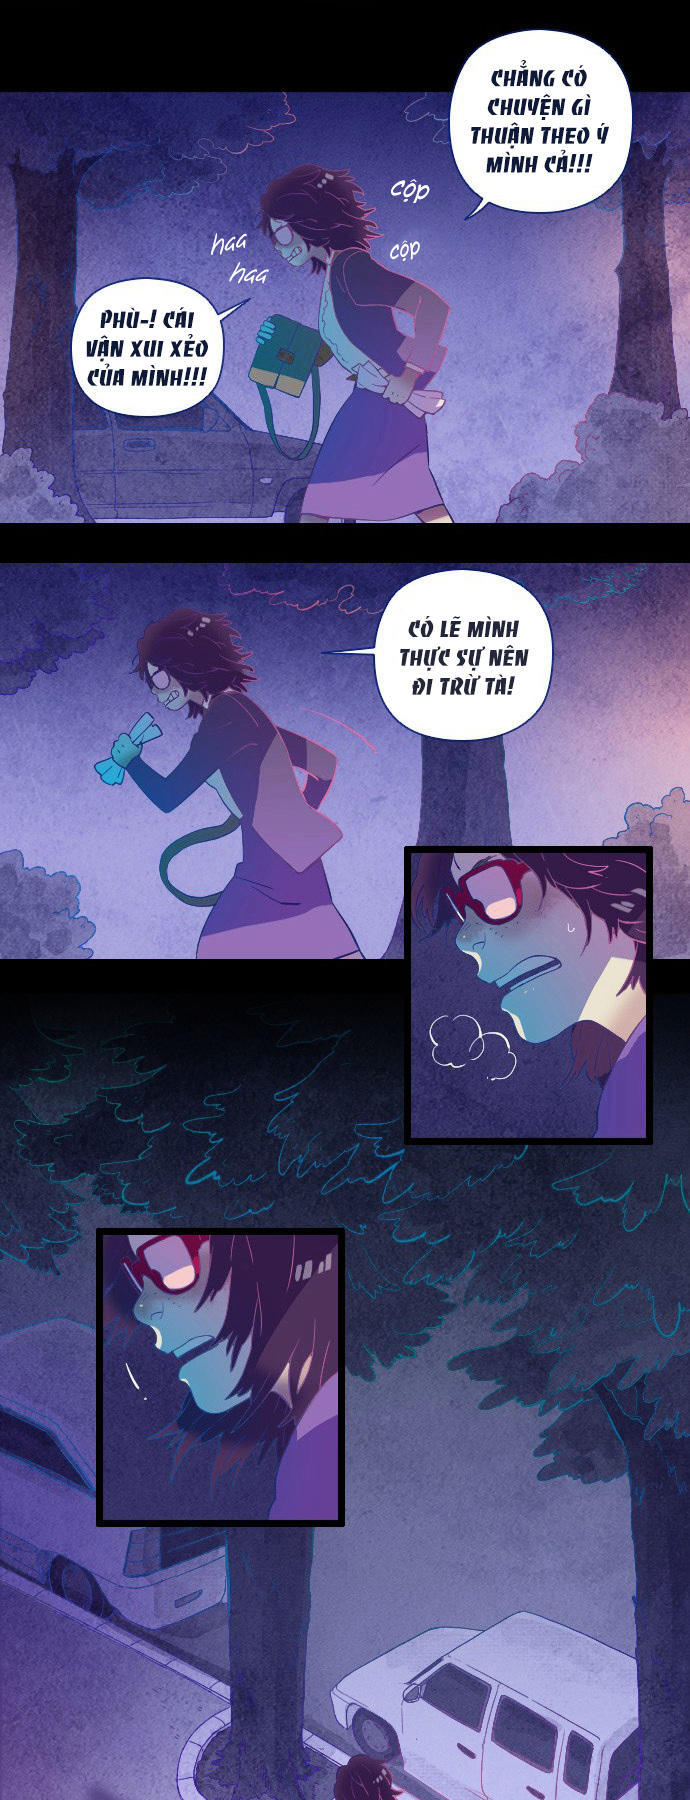 CHẲNG CÓ
CHUYỆN GÌ
THUẬN THEO Ý
MÌNH CẢ!!!
CỘP
CỘP
haa
haa
PHÙ-! CÁI
VẬN XUI XẺO
CỦA MÌNH!!!
CÓ LẼ MÌNH
THỰC SỰ NÊN
ĐI TRỪ TÀ!